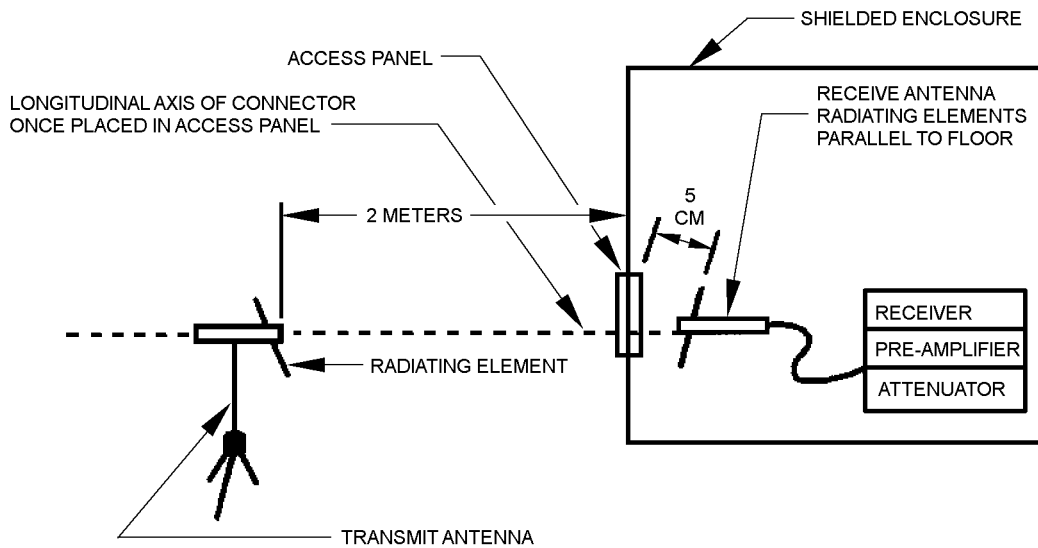 SHIELDED ENCLOSURE
ACCESS PANEL
LONGITUDINAL AXIS OF CONNECTOR
ONCE PLACED IN ACCESS PANEL
RECEIVE ANTENNA
RADIATING ELEMENTS
PARALLEL TO FLOOR
5
CM
2 METERS
RECEIVER
PRE-AMPLIFIER
ATTENUATOR
RADIATING ELEMENT
TRANSMIT ANTENNA